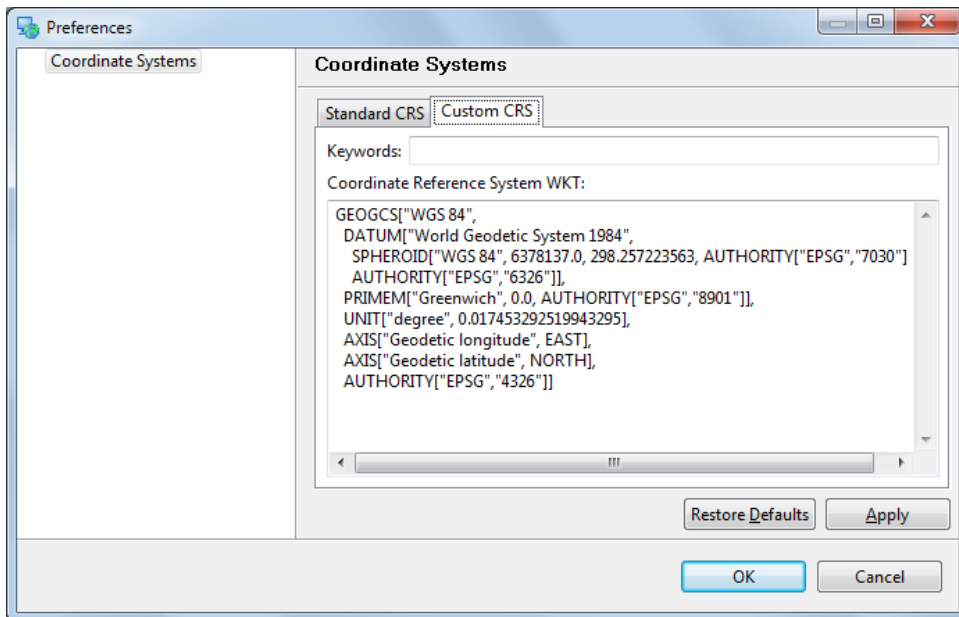 Preferences
Coordinate Systems
Coordinate Systems
Standard CRS
Custom CRS
Keywords:
Coordinate Reference System WKT:
GEOGCS["WGS 84",
DATUM["World Geodetic System 1984",
SPHEROID["WGS 84", 6378137.0, 298.257223563, AUTHORITY["EPSG","7030"]
AUTHORITY["EPSG","6326"]],
PRIMEM["Greenwich", 0.0, AUTHORITY["EPSG","8901"]],
UNIT["degree", 0.017453292519943295],
AXIS["Geodetic longitude", EAST],
AXIS["Geodetic latitude", NORTH],
AUTHORITY["EPSG","4326"]]
Restore Defaults
Apply
OK
Cancel